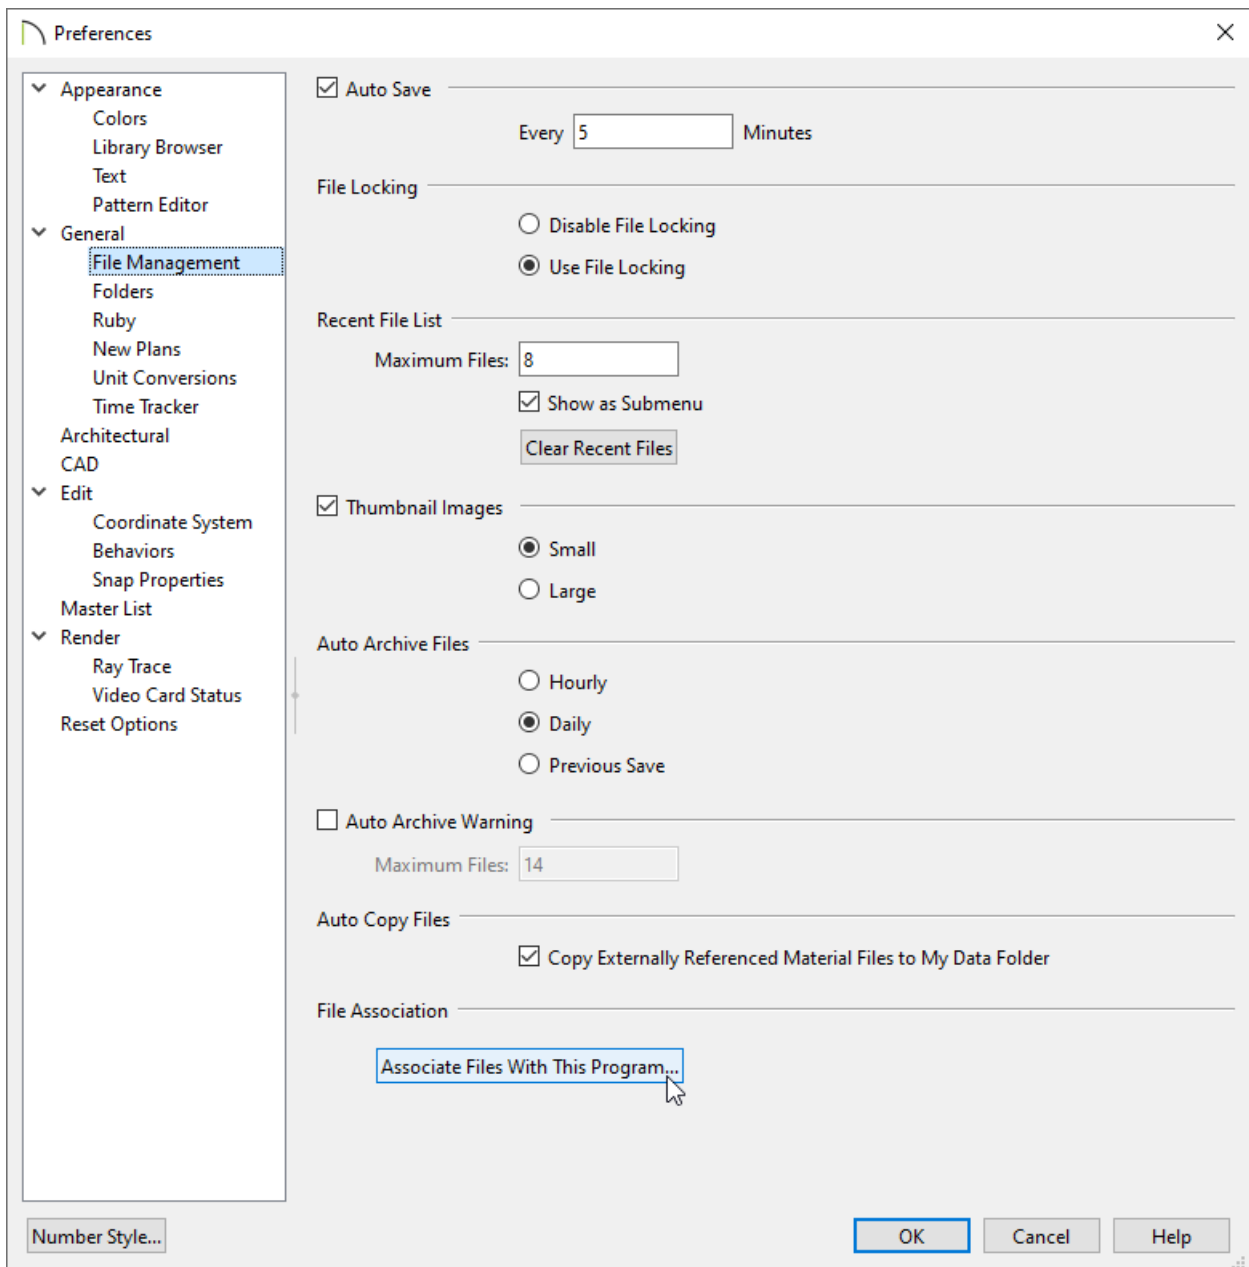 Preferences
Appearance
Colors
Library Browser
Text
Pattern Editor
General
File Management
Folders
Ruby
New Plans
Unit Conversions
Time Tracker
Architectural
CAD
Edit
Coordinate System
Behaviors
Snap Properties
Master List
Render
Ray Trace
Video Card Status
Reset Options
Auto Save
Every 5 Minutes
File Locking
Disable File Locking
Use File Locking
Recent File List
Maximum Files: 8
Show as Submenu
Clear Recent Files
Thumbnail Images
Small
Large
Auto Archive Files
Hourly
Daily
Previous Save
Auto Archive Warning
Maximum Files: 14
Auto Copy Files
Copy Externally Referenced Material Files to My Data Folder
File Association
Associate Files With This Program...
Number Style... OK Cancel Help